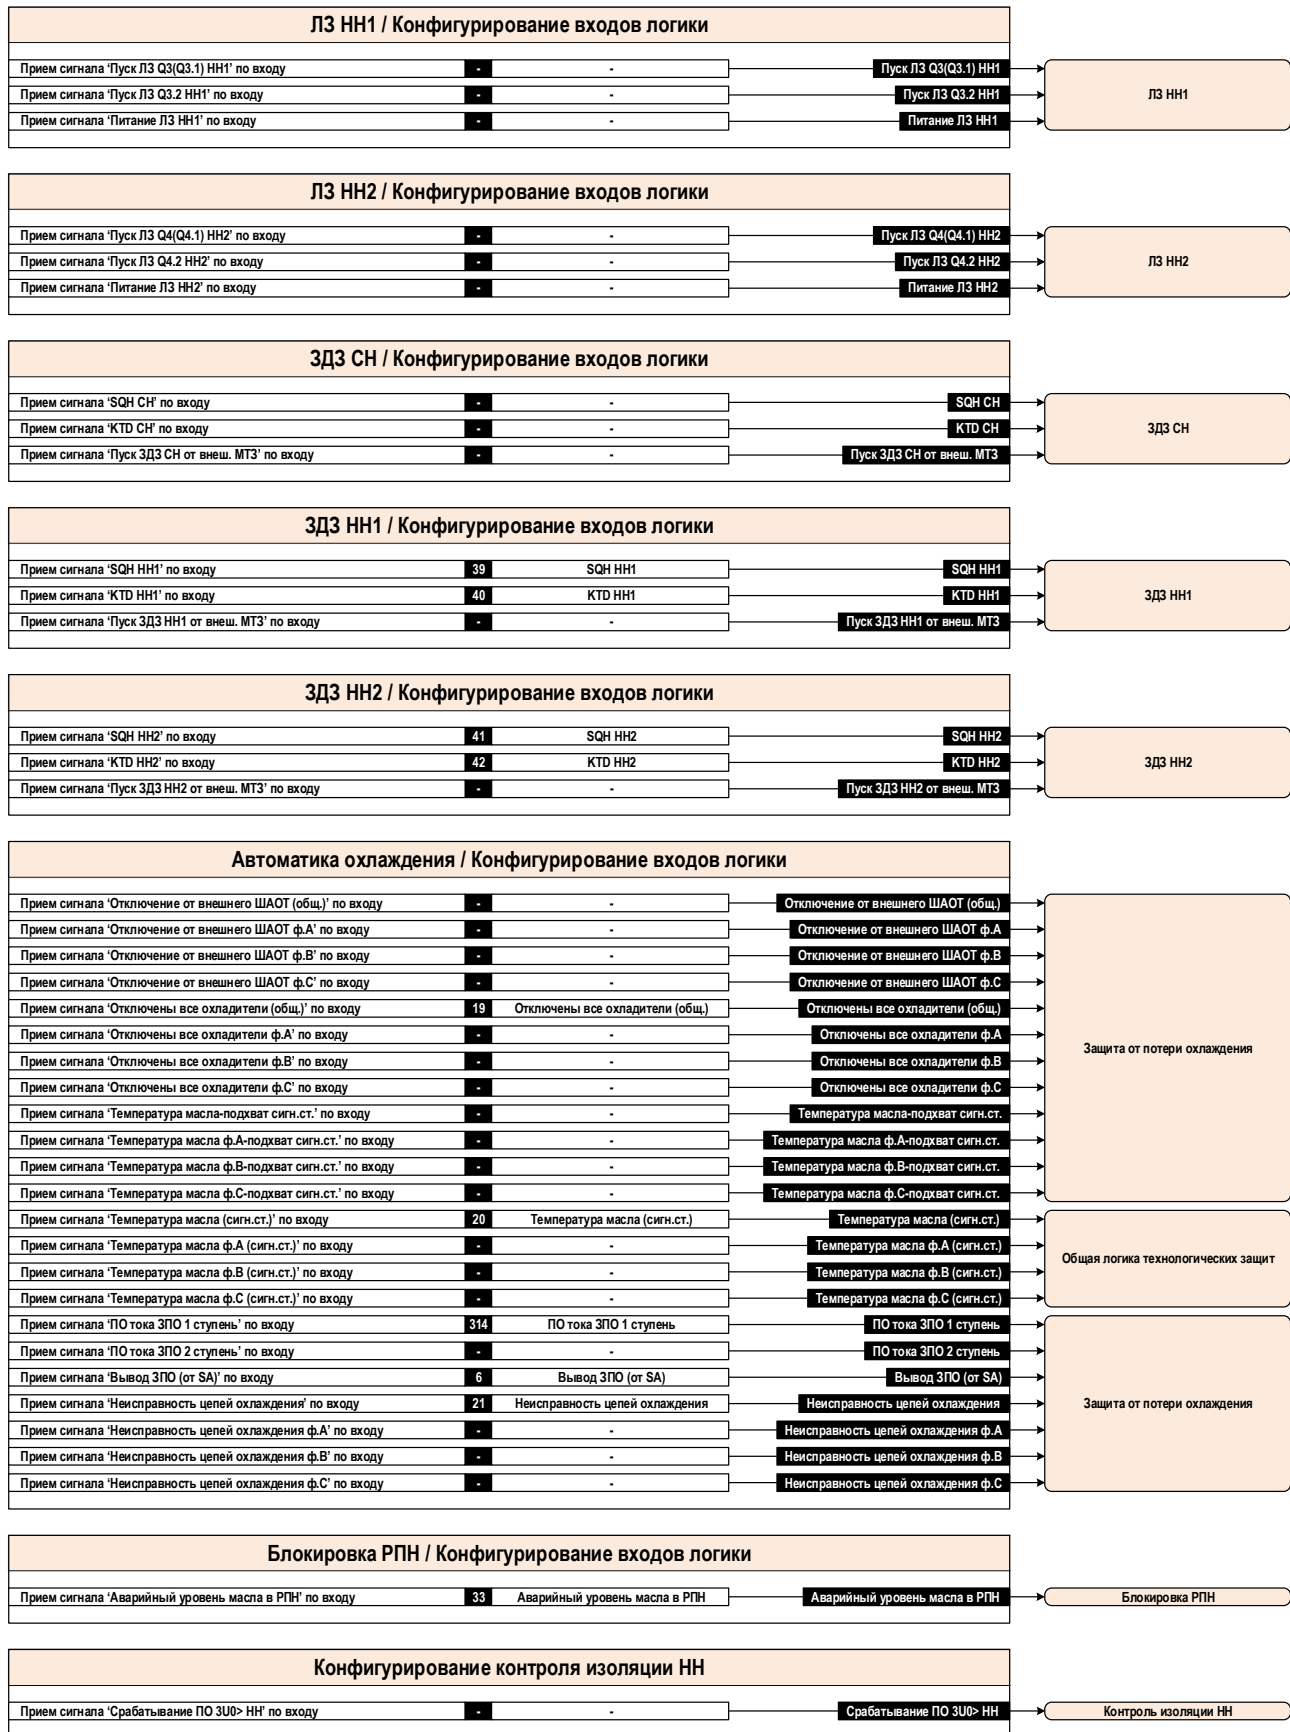 ЛЗ НН1 / Конфигурирование входов логики
Прием сигнала ‘Пуск ЛЗ Q3(Q3.1) НН1’ по входу - - Пуск ЛЗ Q3(Q3.1) НН1
Прием сигнала ‘Пуск ЛЗ Q3.2 НН1’ по входу - - Пуск ЛЗ Q3.2 НН1 ЛЗ НН1
Прием сигнала ‘Питание ЛЗ НН1’ по входу - - Питание ЛЗ НН1
ЛЗ НН2 / Конфигурирование входов логики
Прием сигнала ‘Пуск ЛЗ Q4(Q4.1) НН2’ по входу - - Пуск ЛЗ Q4(Q4.1) НН2
Прием сигнала ‘Пуск ЛЗ Q4.2 НН2’ по входу - - Пуск ЛЗ Q4.2 НН2 ЛЗ НН2
Прием сигнала ‘Питание ЛЗ НН2’ по входу - - Питание ЛЗ НН2
ЗДЗ СН / Конфигурирование входов логики
Прием сигнала ‘SQH СН’ по входу - - SQH СН
Прием сигнала ‘KTD СН’ по входу - - KTD СН ЗДЗ СН
Прием сигнала ‘Пуск ЗДЗ СН от внеш. МТЗ’ по входу - - Пуск ЗДЗ СН от внеш. МТЗ
ЗДЗ НН1 / Конфигурирование входов логики
Прием сигнала ‘SQH НН1’ по входу 39 SQH НН1 SQH НН1
Прием сигнала ‘KTD НН1’ по входу 40 KTD НН1 KTD НН1 ЗДЗ НН1
Прием сигнала ‘Пуск ЗДЗ НН1 от внеш. МТЗ’ по входу - - Пуск ЗДЗ НН1 от внеш. МТЗ
ЗДЗ НН2 / Конфигурирование входов логики
Прием сигнала ‘SQH НН2’ по входу 41 SQH НН2 SQH НН2
Прием сигнала ‘KTD НН2’ по входу 42 KTD НН2 KTD НН2 ЗДЗ НН2
Прием сигнала ‘Пуск ЗДЗ НН2 от внеш. МТЗ’ по входу - - Пуск ЗДЗ НН2 от внеш. МТЗ
Автоматика охлаждения / Конфигурирование входов логики
Прием сигнала ‘Отключение от внешнего ШАОТ (общ.)’ по входу - - Отключение от внешнего ШАОТ (общ.)
Прием сигнала ‘Отключение от внешнего ШАОТ ф.А’ по входу - - Отключение от внешнего ШАОТ ф.А
Прием сигнала ‘Отключение от внешнего ШАОТ ф.В’ по входу - - Отключение от внешнего ШАОТ ф.В
Прием сигнала ‘Отключение от внешнего ШАОТ ф.С’ по входу - - Отключение от внешнего ШАОТ ф.С
Прием сигнала ‘Отключены все охладители (общ.)’ по входу 19 Отключены все охладители (общ.) Отключены все охладители (общ.)
Прием сигнала ‘Отключены все охладители ф.А’ по входу - - Отключены все охладители ф.А
Защита от потери охлаждения
Прием сигнала ‘Отключены все охладители ф.В’ по входу - - Отключены все охладители ф.В
Прием сигнала ‘Отключены все охладители ф.С’ по входу - - Отключены все охладители ф.С
Прием сигнала ‘Температура масла-подхват сигн.ст.’ по входу - - Температура масла-подхват сигн.ст.
Прием сигнала ‘Температура масла ф.А-подхват сигн.ст.’ по входу - - Температура масла ф.А-подхват сигн.ст.
Прием сигнала ‘Температура масла ф.В-подхват сигн.ст.’ по входу - - Температура масла ф.В-подхват сигн.ст.
Прием сигнала ‘Температура масла ф.С-подхват сигн.ст.’ по входу - - Температура масла ф.С-подхват сигн.ст.
Прием сигнала ‘Температура масла (сигн.ст.)’ по входу 20 Температура масла (сигн.ст.) Температура масла (сигн.ст.)
Прием сигнала ‘Температура масла ф.А (сигн.ст.)’ по входу - - Температура масла ф.А (сигн.ст.)
Общая логика технологических защит
Прием сигнала ‘Температура масла ф.В (сигн.ст.)’ по входу - - Температура масла ф.В (сигн.ст.)
Прием сигнала ‘Температура масла ф.С (сигн.ст.)’ по входу - - Температура масла ф.С (сигн.ст.)
Прием сигнала ‘ПО тока ЗПО 1 ступень’ по входу 314 ПО тока ЗПО 1 ступень ПО тока ЗПО 1 ступень
Прием сигнала ‘ПО тока ЗПО 2 ступень’ по входу - - ПО тока ЗПО 2 ступень
Прием сигнала ‘Вывод ЗПО (от SA)’ по входу 6 Вывод ЗПО (от SA) Вывод ЗПО (от SA)
Прием сигнала ‘Неисправность цепей охлаждения’ по входу 21 Неисправность цепей охлаждения Неисправность цепей охлаждения Защита от потери охлаждения
Прием сигнала ‘Неисправность цепей охлаждения ф.А’ по входу - - Неисправность цепей охлаждения ф.А
Прием сигнала ‘Неисправность цепей охлаждения ф.В’ по входу - - Неисправность цепей охлаждения ф.В
Прием сигнала ‘Неисправность цепей охлаждения ф.С’ по входу - - Неисправность цепей охлаждения ф.С
Блокировка РПН / Конфигурирование входов логики
Прием сигнала ‘Аварийный уровень масла в РПН’ по входу 33 Аварийный уровень масла в РПН Аварийный уровень масла в РПН Блокировка РПН
Конфигурирование контроля изоляции НН
Прием сигнала ‘Срабатывание ПО 3U0> НН’ по входу - - Срабатывание ПО 3U0> НН Контроль изоляции НН